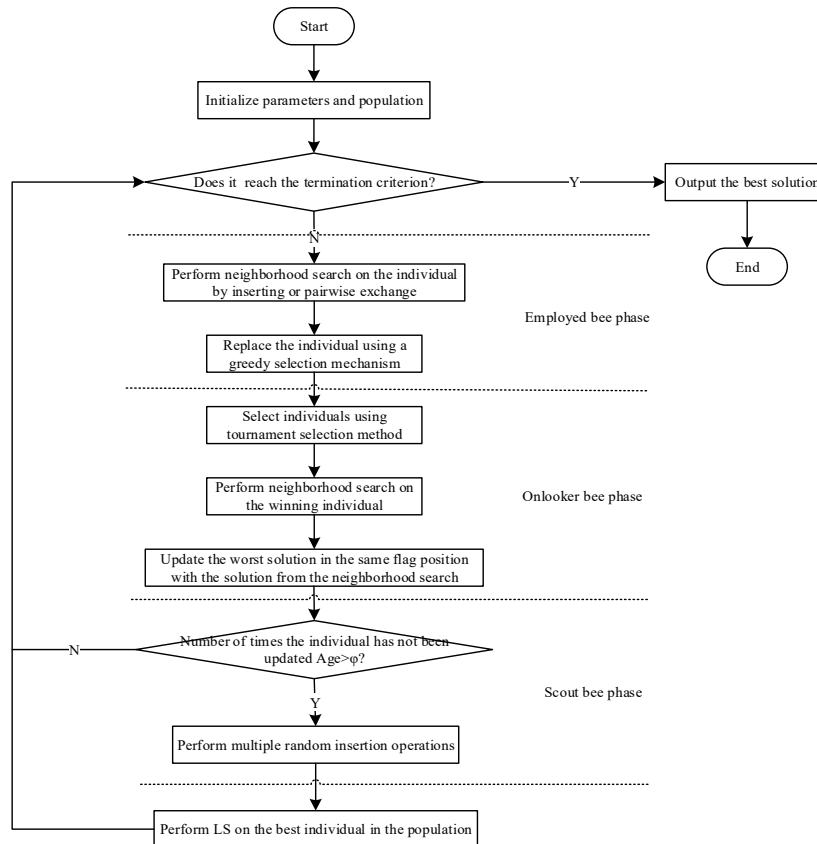 Start
Initialize parameters and population
Does it reach the termination criterion?
Y
Output the best solution
End
N
Perform neighborhood search on the individual
by inserting or pairwise exchange
Employed bee phase
Replace the individual using a
greedy selection mechanism
Select individuals using
tournament selection method
Perform neighborhood search on
the winning individual
Onlooker bee phase
Update the worst solution in the same flag position
with the solution from the neighborhood search
Number of times the individual has not been
updated Age>φ?
N
Y
Scout bee phase
Perform multiple random insertion operations
Perform LS on the best individual in the population